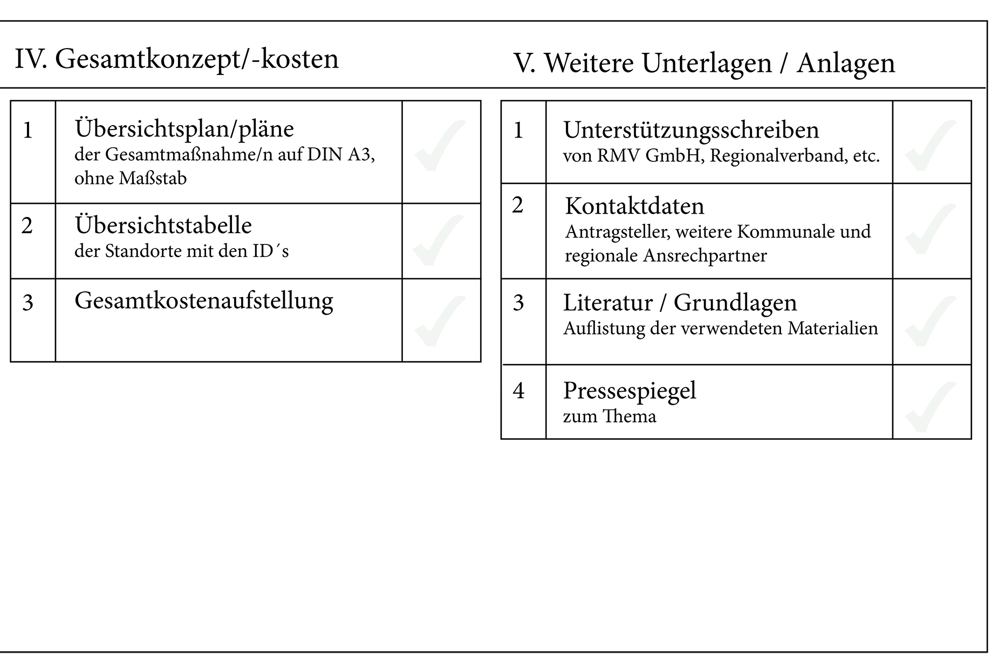 IV. Gesamtkonzept/-kosten
1
Übersichtsplan/pläne
der Gesamtmaßnahme/n auf DIN A3,
ohne Maßstab
2
Übersichtstabelle
der Standorte mit den ID´s
3
Gesamtkostenaufstellung
V. Weitere Unterlagen / Anlagen
1
Unterstützungsschreiben
von RMV GmbH, Regionalverband, etc.
2
Kontaktdaten
Antragsteller, weitere Kommunale und
regionale Ansrechpartner
3
Literatur / Grundlagen
Auflistung der verwendeten Materialien
4
Pressespiegel
zum Thema